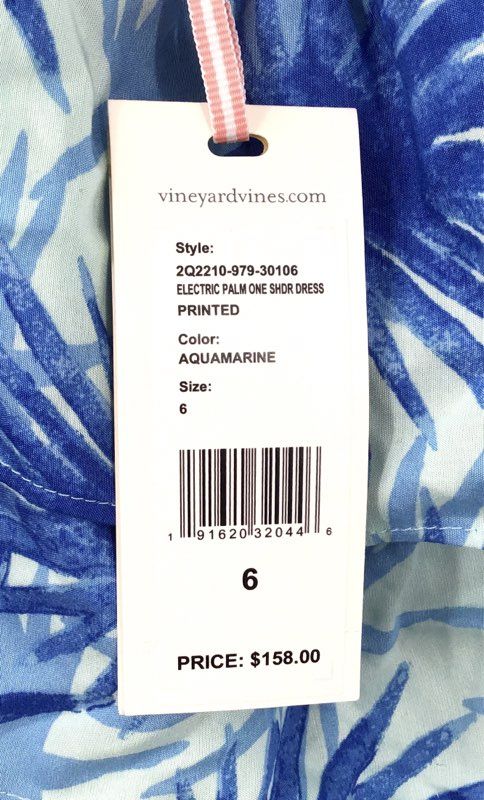 vineyardvines.com
Style:
2Q2210-979-30106
ELECTRIC PALM ONE SHDR DRESS
PRINTED
Color:
AQUAMARINE
Size:
6
1 91620 32044 6
6
PRICE: $158.00